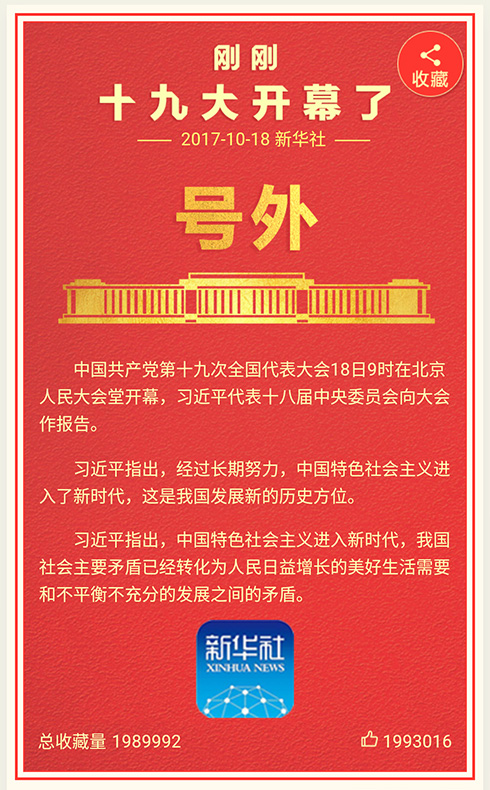 刚刚
收藏
十九大开幕了
2017-10-18 新华社
号外
中国共产党第十九次全国代表大会18日9时在北京
人民大会堂开幕，习近平代表十八届中央委员会向大会
作报告。
习近平指出，经过长期努力，中国特色社会主义进
入了新时代，这是我国发展新的历史方位。
习近平指出，中国特色社会主义进入新时代，我国
社会主要矛盾已经转化为人民日益增长的美好生活需要
和不平衡不充分的发展之间的矛盾。
新华社
XINHUA NEWS
总收藏量 1989992
1993016